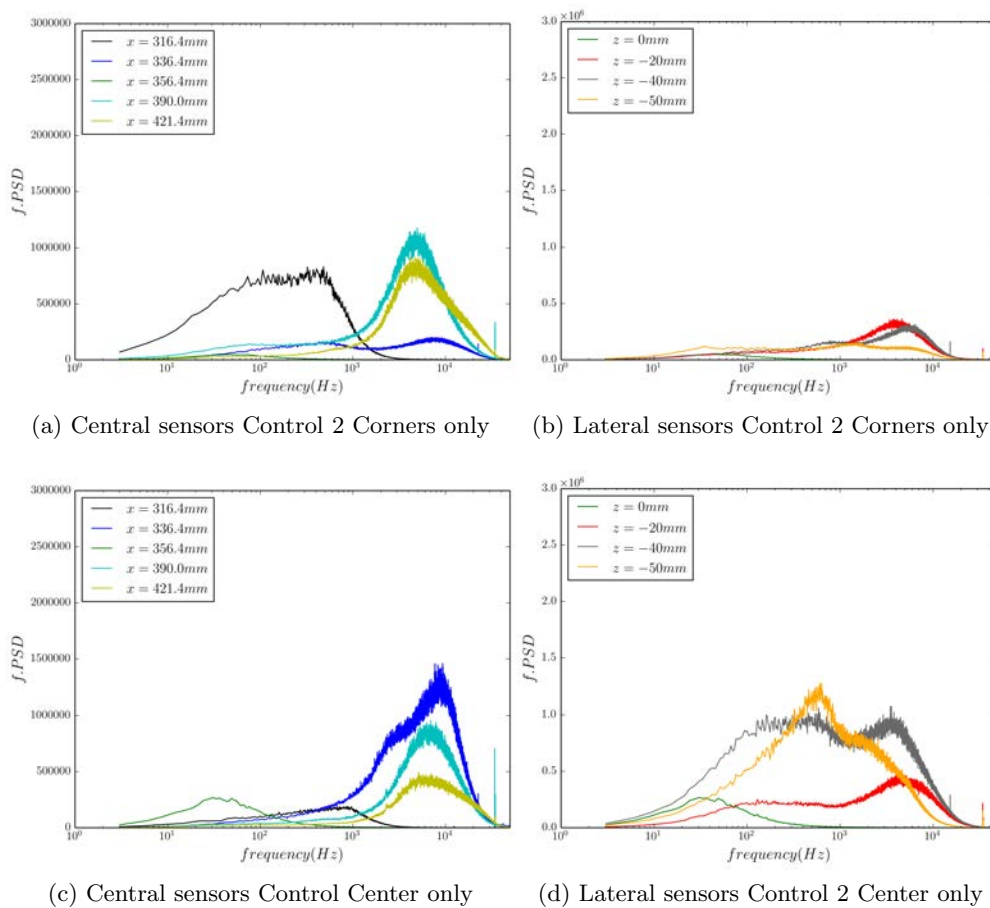 3000000
2500000
2000000
1500000
1000000
500000
0
f.PSD
x = 316.4mm
x = 336.4mm
x = 356.4mm
x = 390.0mm
x = 421.4mm
10^0 10^1 10^2 10^3 10^4
frequency(Hz)
(a) Central sensors Control 2 Corners only
3.0 ×10^6
2.5
2.0
1.5
1.0
0.5
0.0
f.PSD
z = 0mm
z = −20mm
z = −40mm
z = −50mm
10^0 10^1 10^2 10^3 10^4
frequency(Hz)
(b) Lateral sensors Control 2 Corners only
3000000
2500000
2000000
1500000
1000000
500000
0
f.PSD
x = 316.4mm
x = 336.4mm
x = 356.4mm
x = 390.0mm
x = 421.4mm
10^0 10^1 10^2 10^3 10^4
frequency(Hz)
(c) Central sensors Control Center only
3.0 ×10^6
2.5
2.0
1.5
1.0
0.5
0.0
f.PSD
z = 0mm
z = −20mm
z = −40mm
z = −50mm
10^0 10^1 10^2 10^3 10^4
frequency(Hz)
(d) Lateral sensors Control 2 Center only